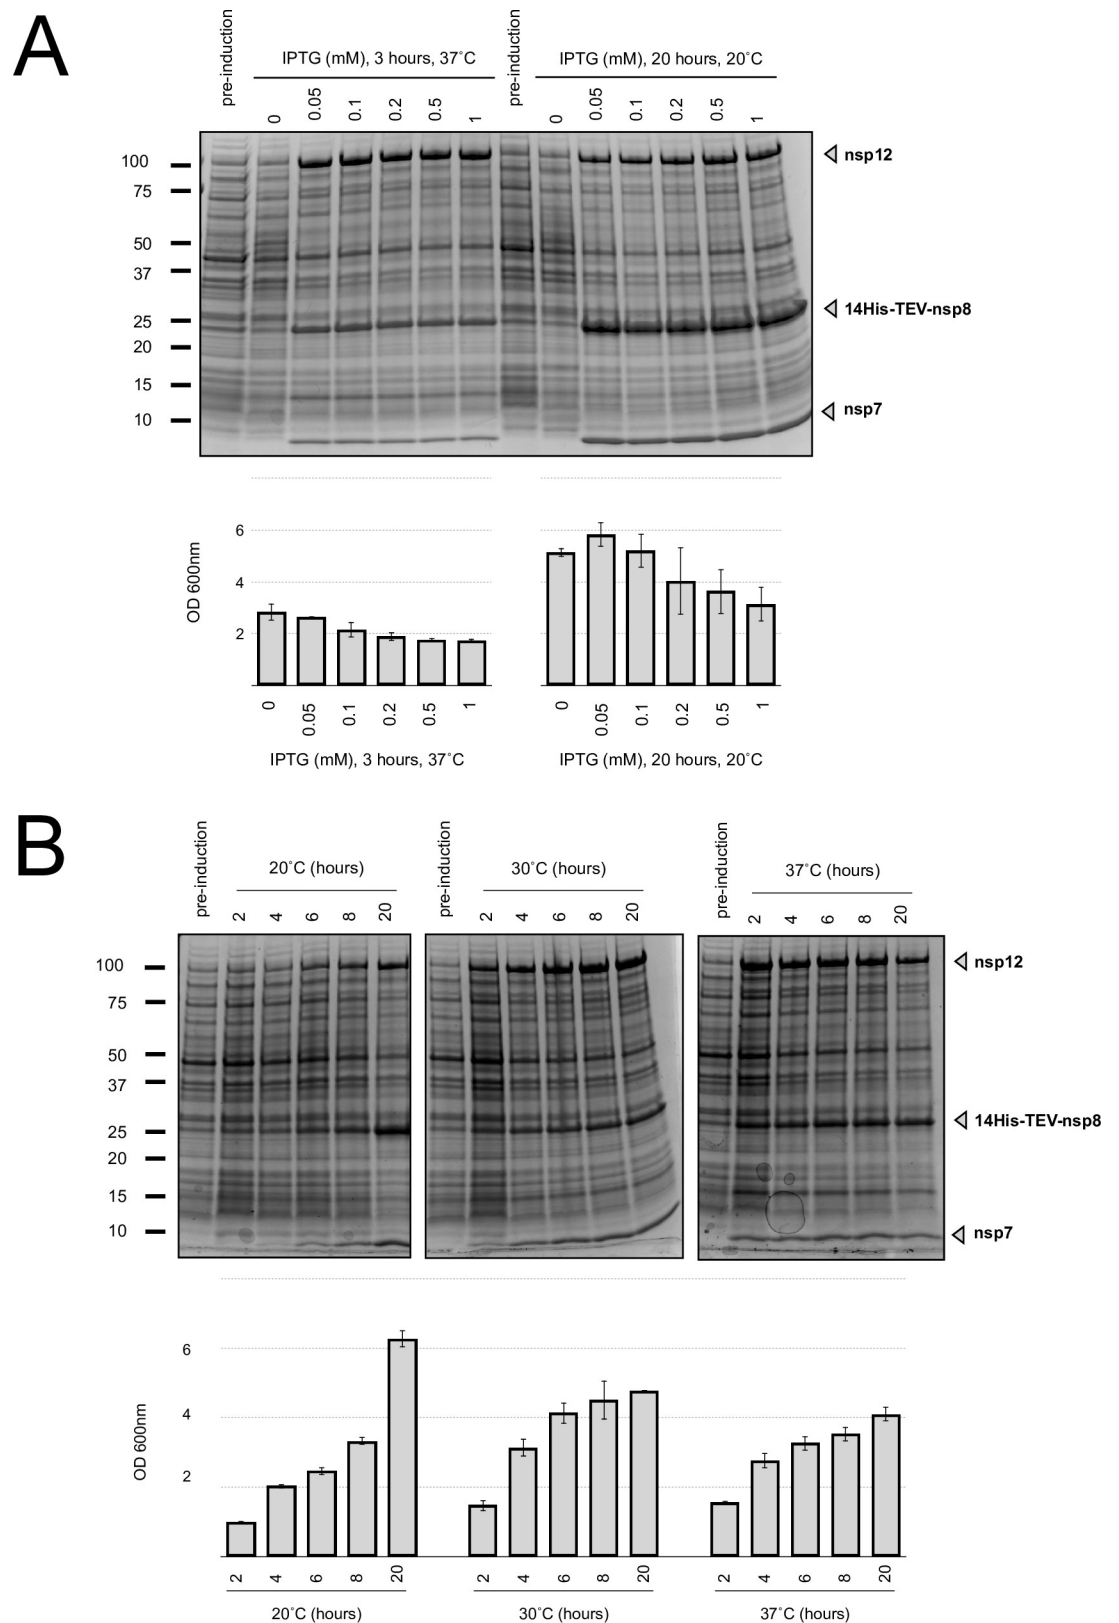 A
pre-induction
IPTG (mM), 3 hours, 37˚C
pre-induction
IPTG (mM), 20 hours, 20˚C
0 0.05 0.1 0.2 0.5 1
0 0.05 0.1 0.2 0.5 1
100
75
50
37
25
20
15
10
nsp12
14His-TEV-nsp8
nsp7
OD 600nm
6
4
2
0 0.05 0.1 0.2 0.5 1
IPTG (mM), 3 hours, 37˚C
0 0.05 0.1 0.2 0.5 1
IPTG (mM), 20 hours, 20˚C
B
pre-induction
20˚C (hours)
2 4 6 8 20
pre-induction
30˚C (hours)
2 4 6 8 20
pre-induction
37˚C (hours)
2 4 6 8 20
100
75
50
37
25
20
15
10
nsp12
14His-TEV-nsp8
nsp7
OD 600nm
6
4
2
2 4 6 8 20
20˚C (hours)
2 4 6 8 20
30˚C (hours)
2 4 6 8 20
37˚C (hours)